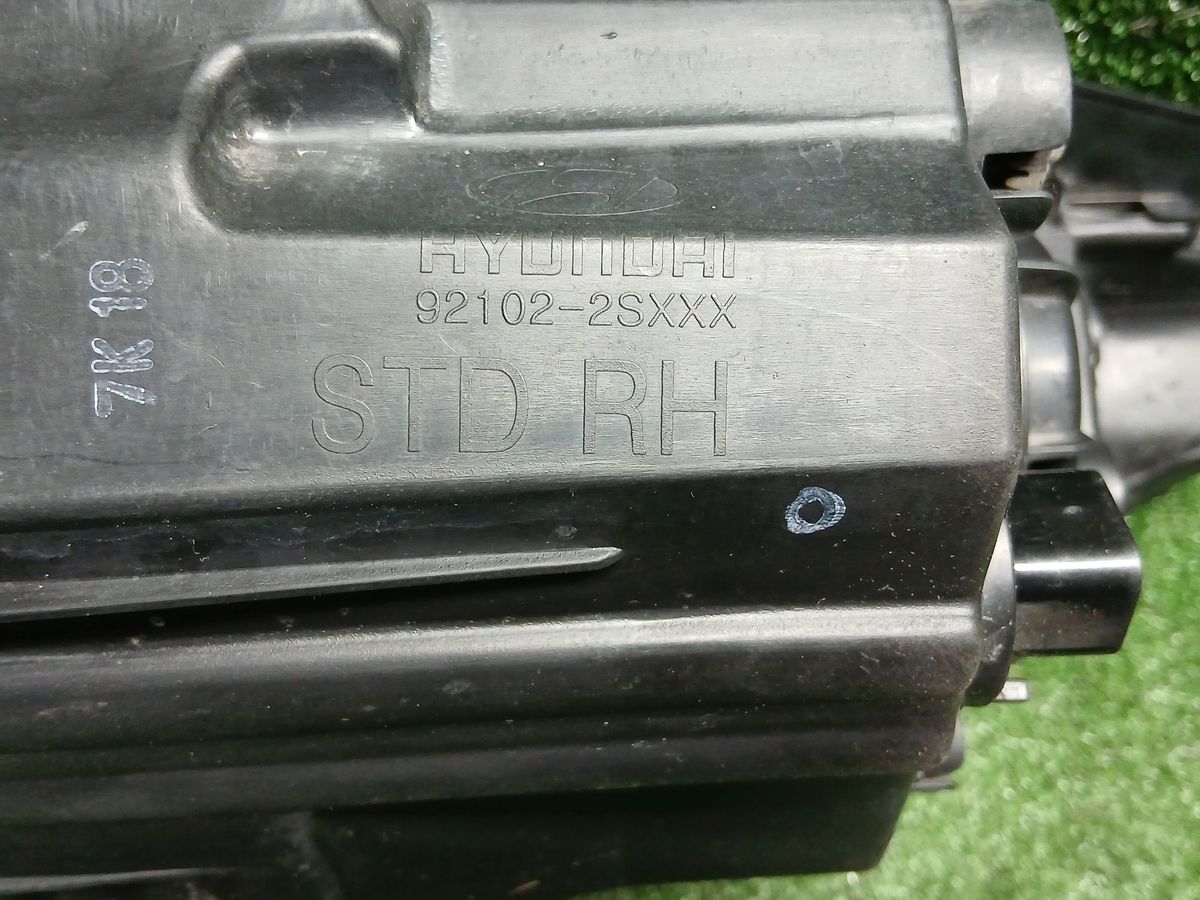 HYUNDAI
92102-2SXXX
STD RH
7K 18